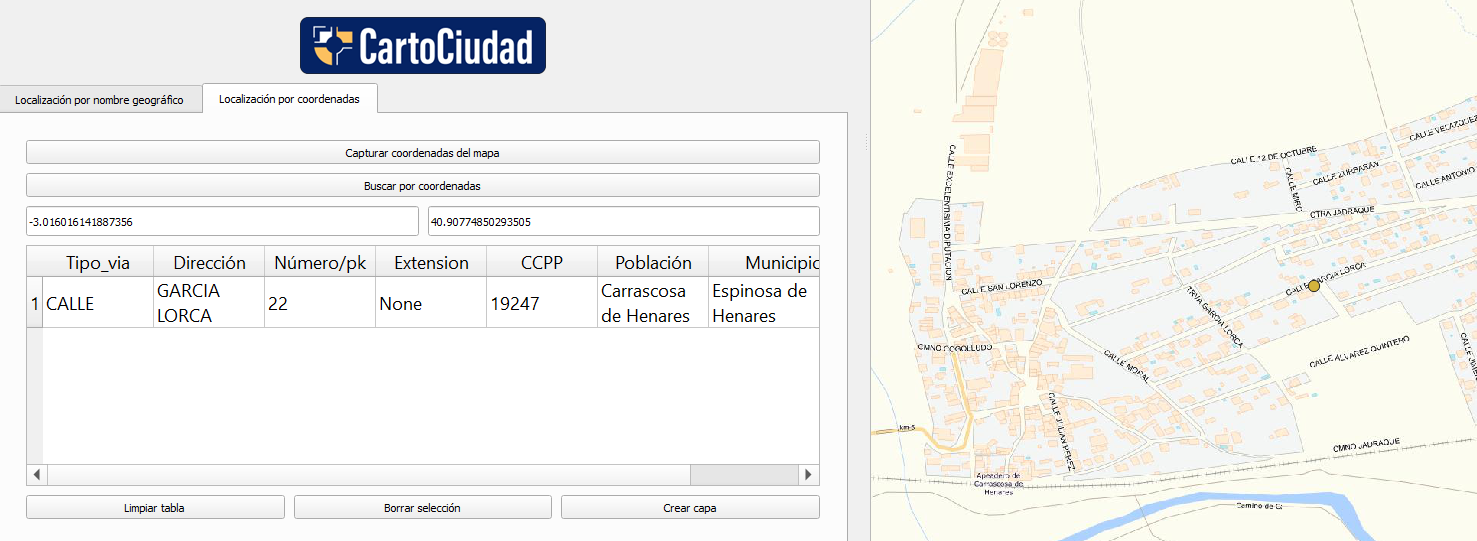 CartoCiudad
Localización por nombre geográfico
Localización por coordenadas
Capturar coordenadas del mapa
Buscar por coordenadas
-3.016016141887356
40.90774850293505
Tipo_via Dirección Número/pk Extension CCPP Población Municipio
1 CALLE GARCIA LORCA 22 None 19247 Carrascosa de Henares Espinosa de Henares
Limpiar tabla
Borrar selección
Crear capa
CALLE VELAZQUEZ
CALLE 12 DE OCTUBRE
CALLE ZURBARAN
CALLE ANTONIO
CALLE MIRO
CTRA JADRAQUE
CALLE EXCELENTISIMA DIPUTACION
CALLE GARCIA LORCA
CALLE SAN LORENZO
TRVA GARCIA LORCA
CMNO COGOLLUDO
CALLE NOGAL
CALLE ALVAREZ QUINTERO
CALLE JULIAN PEREZ
km 5
CMNO JADRAQUE
Apeadero de
Carrascosa de
Henares
Camino de